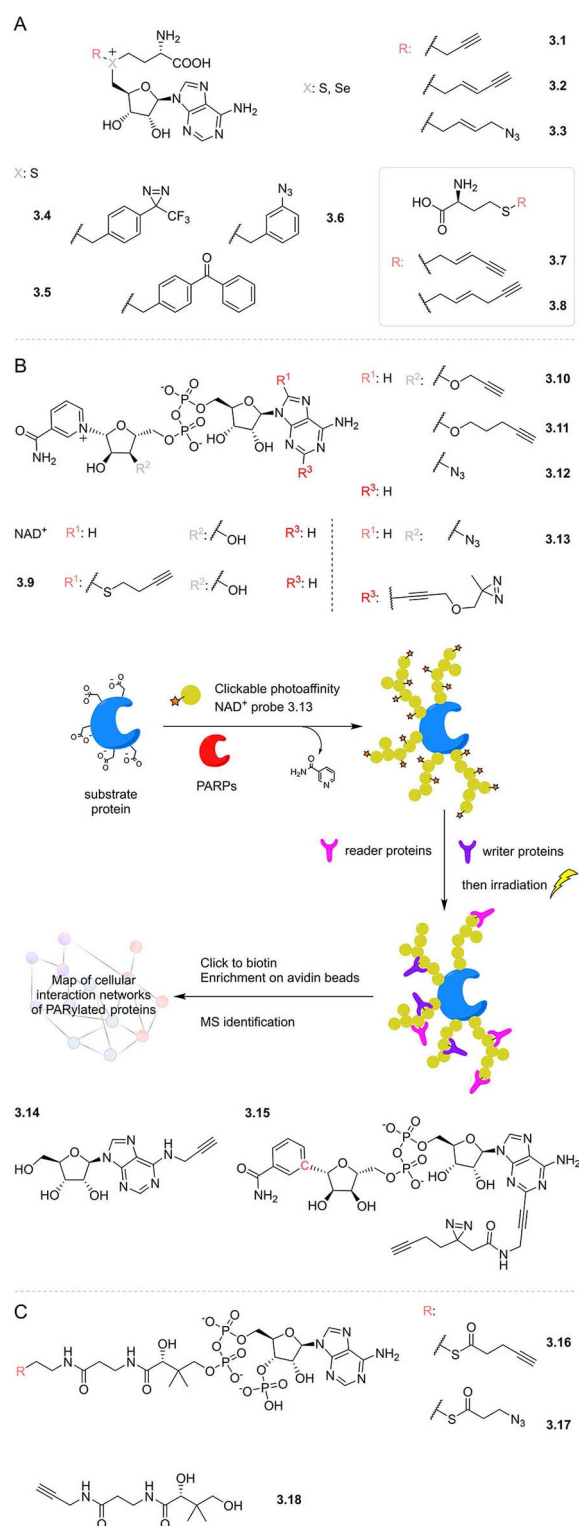 A
R
X
+
NH2
COOH
HO
OH
N
N
N
N
NH2
X: S, Se
R:
3.1
3.2
3.3
N3
X: S
3.4
N=N
CF3
3.5
O
3.6
N3
NH2
HO
O
S
R
R:
3.7
3.8
B
R1
R2
R3
NH2
O
N
+
HO
O
O
O
P
O-
O
O
P
O-
O
O
HO
OH
N
N
N
N
NH2
R1: H R2: O 3.10
O 3.11
N3 3.12
R3: H
NAD+ R1: H R2: OH R3: H
R1: H R2: N3 3.13
3.9 R1: S R2: OH R3: H
R3: O N=N
Clickable photoaffinity
NAD+ probe 3.13
PARPs
substrate
protein
H2N
O
N
reader proteins
writer proteins
then irradiation
Click to biotin
Enrichment on avidin beads
MS identification
Map of cellular
interaction networks
of PARylated proteins
3.14
HO
O
HO
OH
N
N
N
N
NH
3.15
O
NH2
C
O
HO
OH
O
P
O-
O
O
P
O-
O
O
HO
OH
N
N
N
N
NH2
N=N
O
N
H
C
R
H
N
O
N
H
O
OH
O
P
O-
O
O
P
O-
O
O
O
OH
O
P
-O
OH
O
N
N
N
N
NH2
R:
O
S
3.16
O
S
N3
3.17
H
N
O
N
H
O
OH
OH
3.18